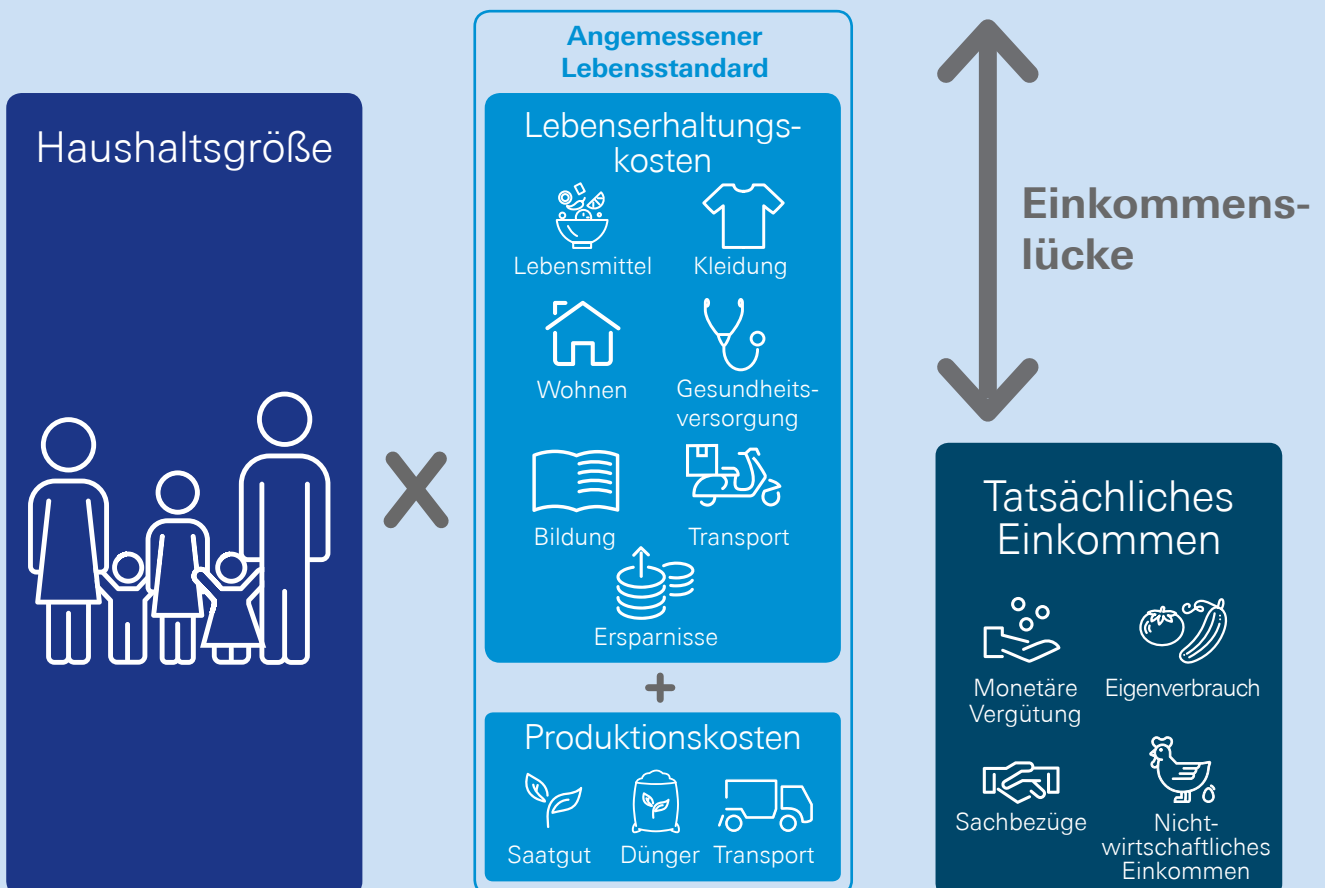 Haushaltsgröße
X
Angemessener
Lebensstandard
Lebenserhaltungs-
kosten
Lebensmittel
Kleidung
Wohnen
Gesundheits-
versorgung
Bildung
Transport
Ersparnisse
+
Produktionskosten
Saatgut
Dünger
Transport
Einkommens-
lücke
Tatsächliches
Einkommen
Monetäre
Vergütung
Eigenverbrauch
Sachbezüge
Nicht-
wirtschaftliches
Einkommen